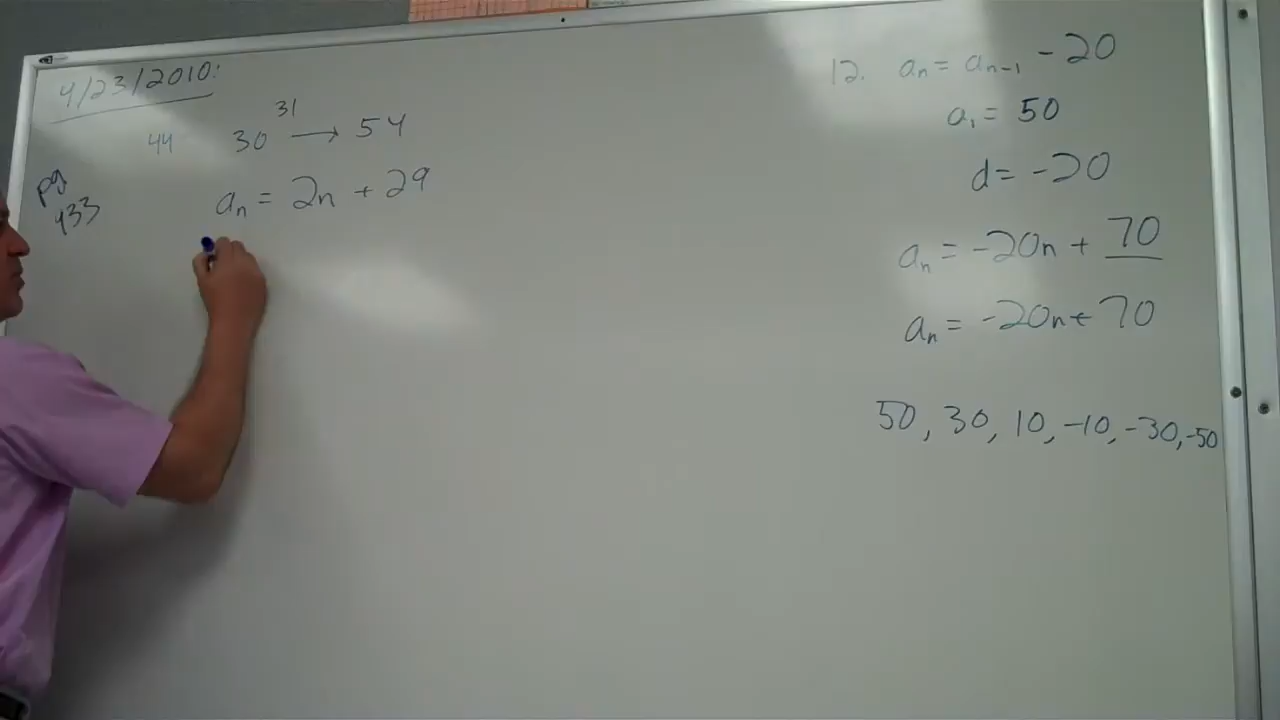 4/23/2010:
31
44 30 → 54
pg
433
aₙ = 2n + 29
12. aₙ = aₙ₋₁ - 20
a₁ = 50
d = -20
aₙ = -20n + 70
aₙ = -20n + 70
50, 30, 10, -10, -30, -50